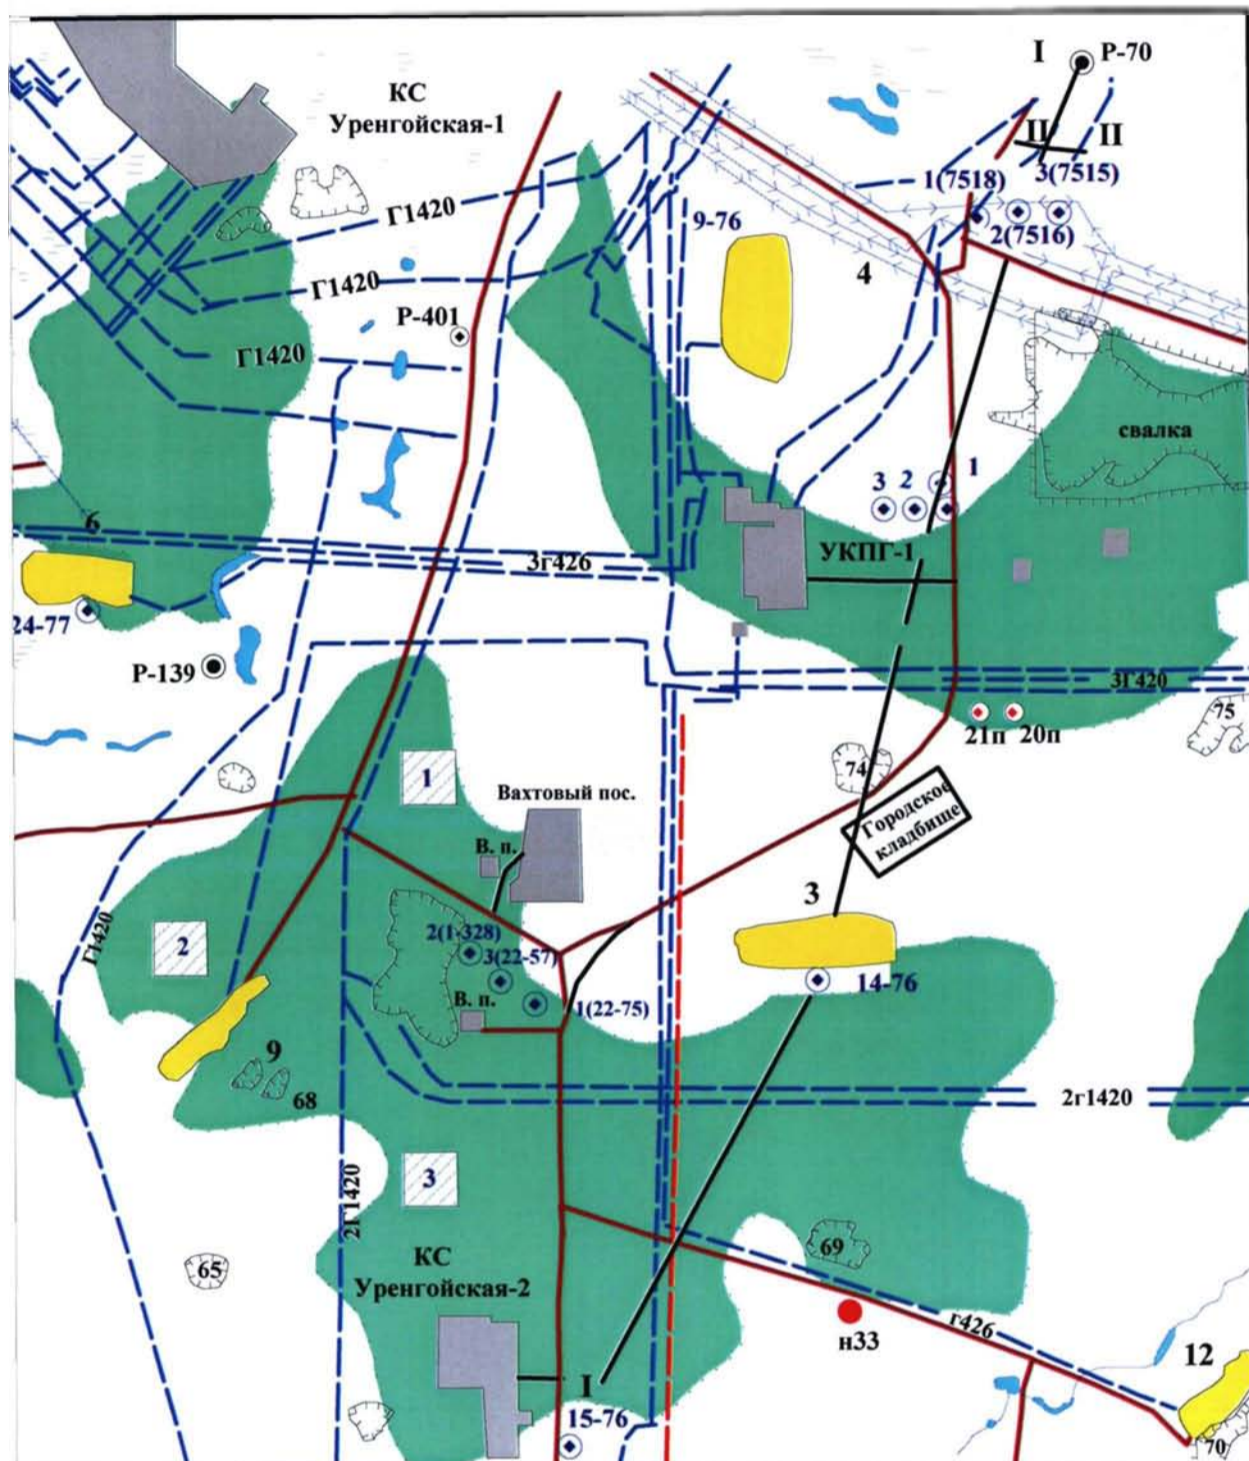 I
Р-70
КС
Уренгойская-1
II
II
1(7518)
3(7515)
Г1420
9-76
2(7516)
4
Г1420
Р-401
Г1420
свалка
1
3
2
6
УКПГ-1
3г426
24-77
Р-139
3Г420
75
21п
20п
74
1
Вахтовый пос.
Городское
кладбище
В. п.
3
2(1-328)
Г1420
2
3(22-57)
14-76
В. п.
1(22-75)
9
68
2г1420
3
2Г1420
69
КС
65
Уренгойская-2
г426
н33
12
I
15-76
70